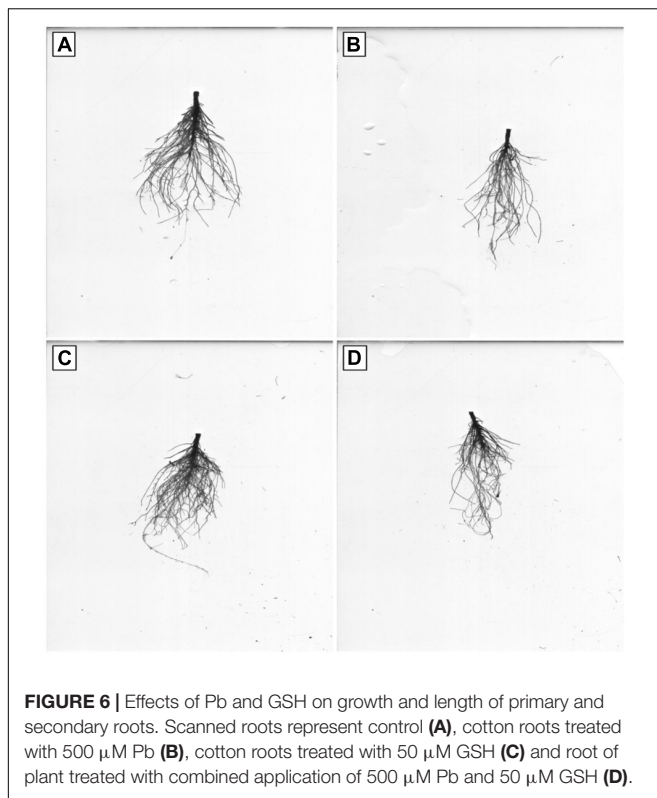 A
B
C
D
FIGURE 6 | Effects of Pb and GSH on growth and length of primary and
secondary roots. Scanned roots represent control (A), cotton roots treated
with 500 μM Pb (B), cotton roots treated with 50 μM GSH (C) and root of
plant treated with combined application of 500 μM Pb and 50 μM GSH (D).